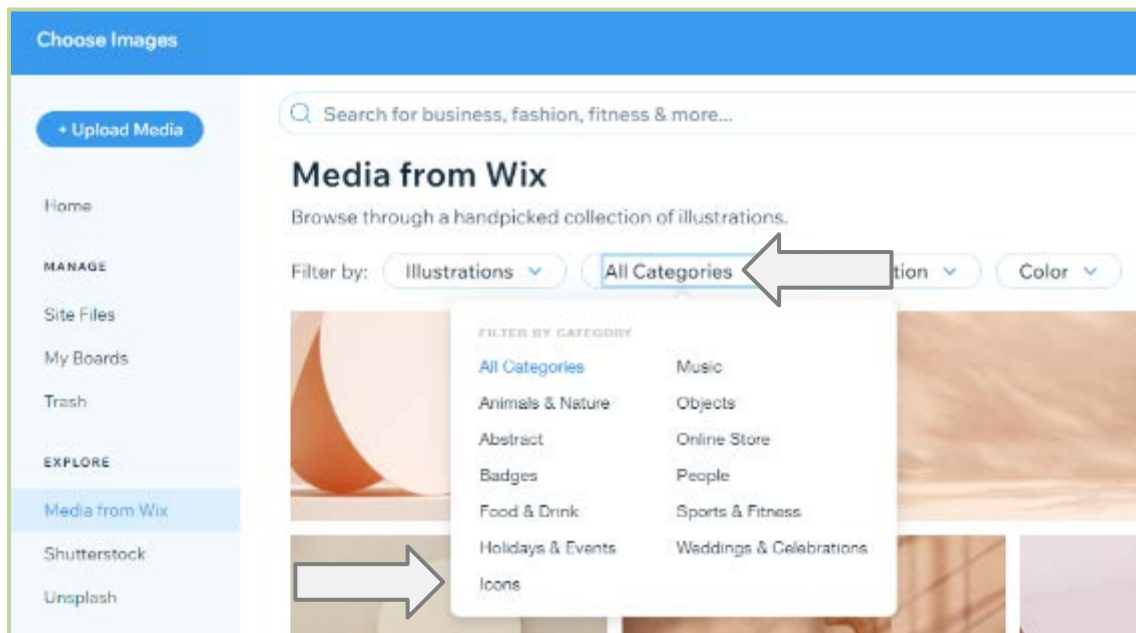 Choose Images
+ Upload Media
Search for business, fashion, fitness & more...
Media from Wix
Browse through a handpicked collection of illustrations.
Filter by: Illustrations All Categories tion Color
Home
MANAGE
Site Files
My Boards
Trash
EXPLORE
Media from Wix
Shutterstock
Unsplash
FILTER BY CATEGORY
All Categories Music
Animals & Nature Objects
Abstract Online Store
Badges People
Food & Drink Sports & Fitness
Holidays & Events Weddings & Celebrations
Icons